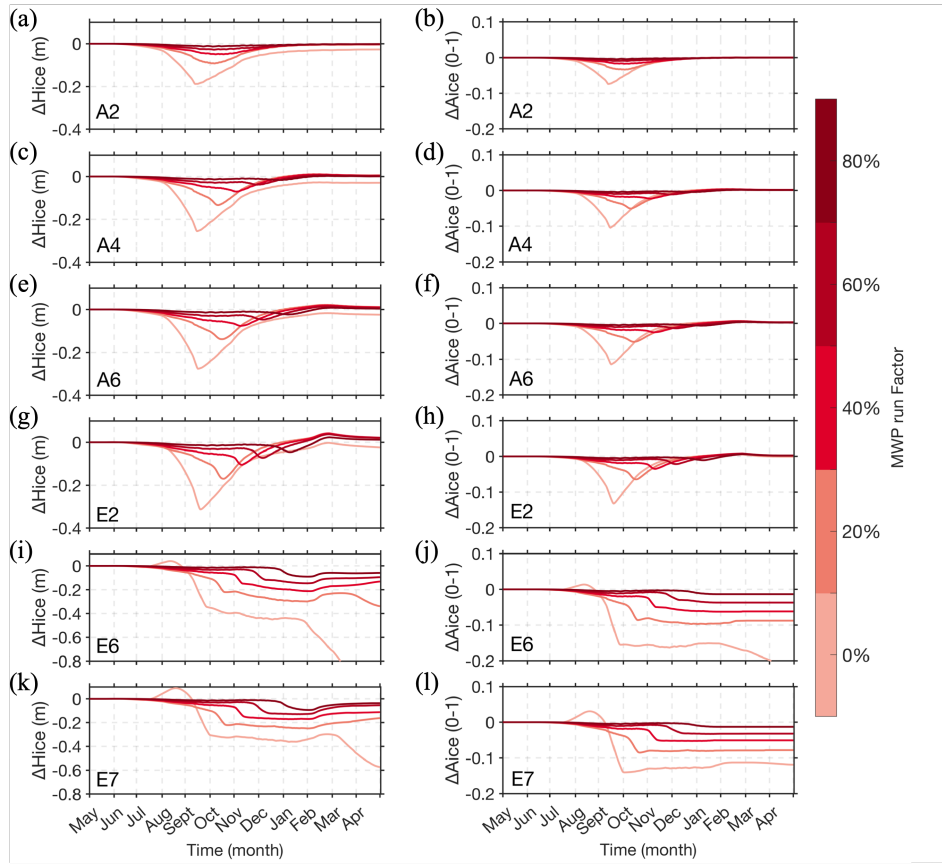 (a)
ΔHice (m)
0
-0.2
-0.4
A2
(b)
ΔAice (0-1)
0.1
0
-0.1
-0.2
A2
(c)
ΔHice (m)
0
-0.2
-0.4
A4
(d)
ΔAice (0-1)
0.1
0
-0.1
-0.2
A4
(e)
ΔHice (m)
0
-0.2
-0.4
A6
(f)
ΔAice (0-1)
0.1
0
-0.1
-0.2
A6
(g)
ΔHice (m)
0
-0.2
-0.4
E2
(h)
ΔAice (0-1)
0.1
0
-0.1
-0.2
E2
(i)
ΔHice (m)
0
-0.2
-0.4
-0.6
-0.8
E6
(j)
ΔAice (0-1)
0.1
0
-0.1
-0.2
E6
(k)
ΔHice (m)
0
-0.2
-0.4
-0.6
-0.8
E7
May Jun Jul Aug Sept Oct Nov Dec Jan Feb Mar Apr
Time (month)
(l)
ΔAice (0-1)
0.1
0
-0.1
-0.2
E7
May Jun Jul Aug Sept Oct Nov Dec Jan Feb Mar Apr
Time (month)
80%
60%
40%
20%
0%
MWP run Factor